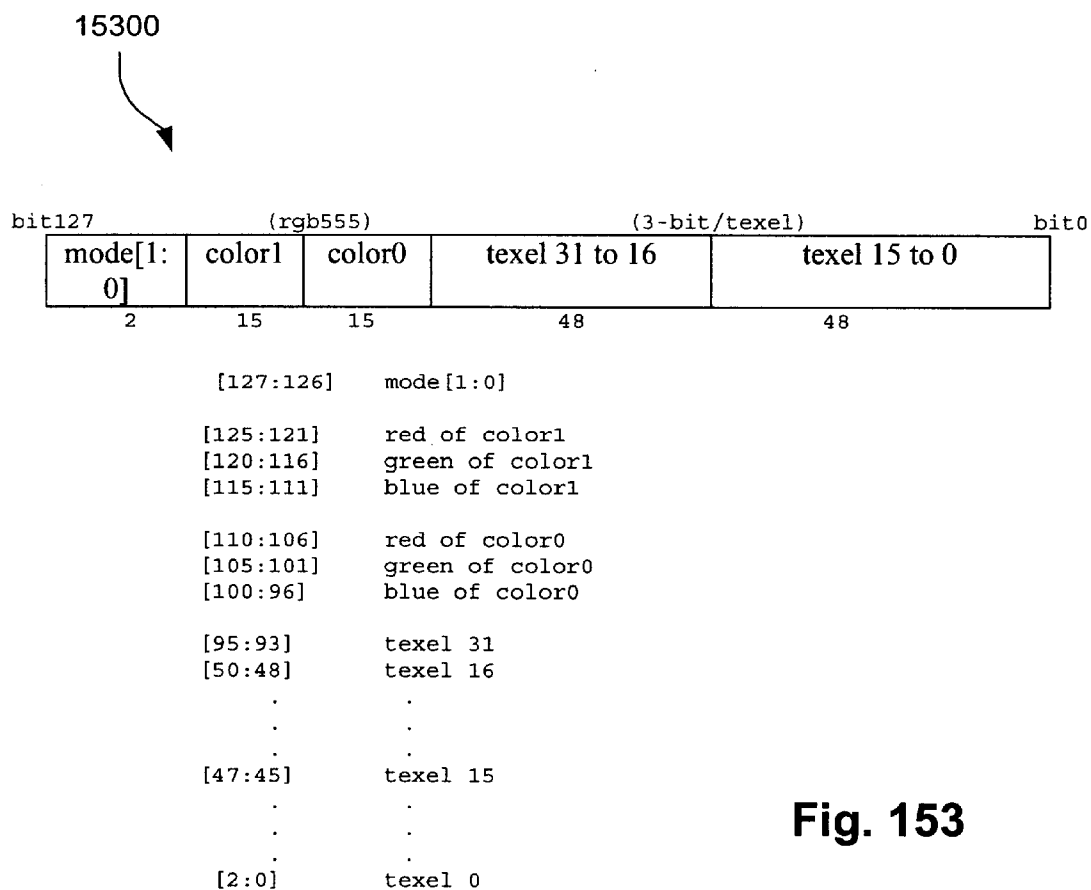 15300
bit127 (rgb555) (3-bit/texel) bit0
mode[1:0] color1 color0 texel 31 to 16 texel 15 to 0
2 15 15 48 48
[127:126] mode[1:0]
[125:121] red of color1
[120:116] green of color1
[115:111] blue of color1
[110:106] red of color0
[105:101] green of color0
[100:96] blue of color0
[95:93] texel 31
[50:48] texel 16
. .
. .
. .
[47:45] texel 15
. .
. .
. .
[2:0] texel 0
Fig. 153